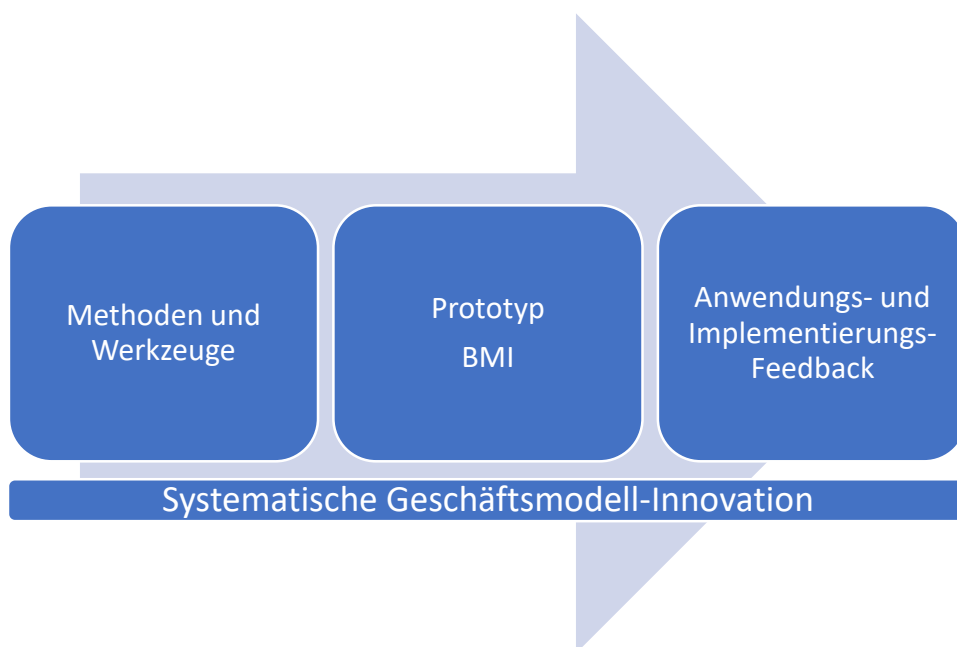 Methoden und
Werkzeuge
Prototyp
BMI
Anwendungs- und
Implementierungs-
Feedback
Systematische Geschäftsmodell-Innovation